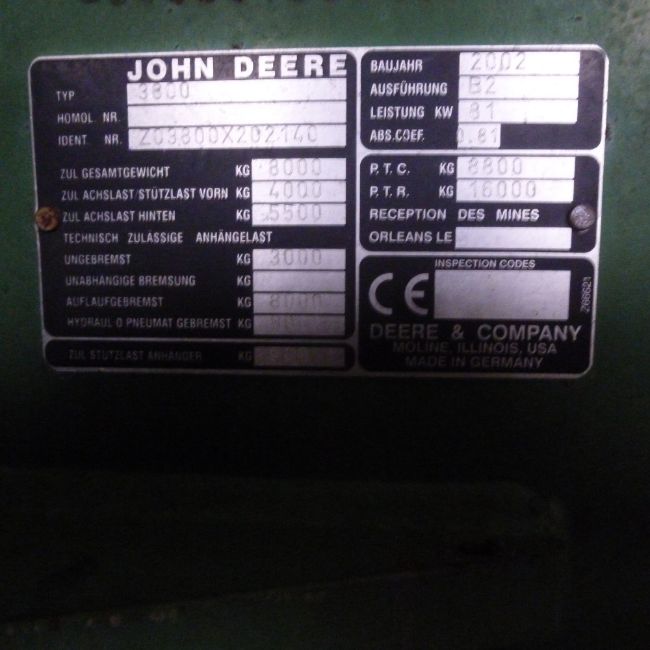 JOHN DEERE
TYP 3800
HOMOL. NR.
IDENT. NR. Z03800X202140
ZUL GESAMTGEWICHT KG 8000
ZUL ACHSLAST/STÜTZLAST VORN KG 4000
ZUL ACHSLAST HINTEN KG 5500
TECHNISCH ZULÄSSIGE ANHÄNGELAST
UNGEBREMST KG 3000
UNABHÄNGIGE BREMSUNG KG
AUFLAUFGEBREMST KG 8000
HYDRAUL O PNEUMAT GEBREMST KG
ZUL STÜTZLAST ANHÄNGER KG
BAUJAHR 2002
AUSFÜHRUNG B2
LEISTUNG KW 81
ABS.COEF. 0.81
P.T.C. KG 8800
P.T.R. KG 16000
RECEPTION DES MINES
ORLEANS LE
INSPECTION CODES
CE
Z68621
DEERE & COMPANY
MOLINE, ILLINOIS, USA
MADE IN GERMANY